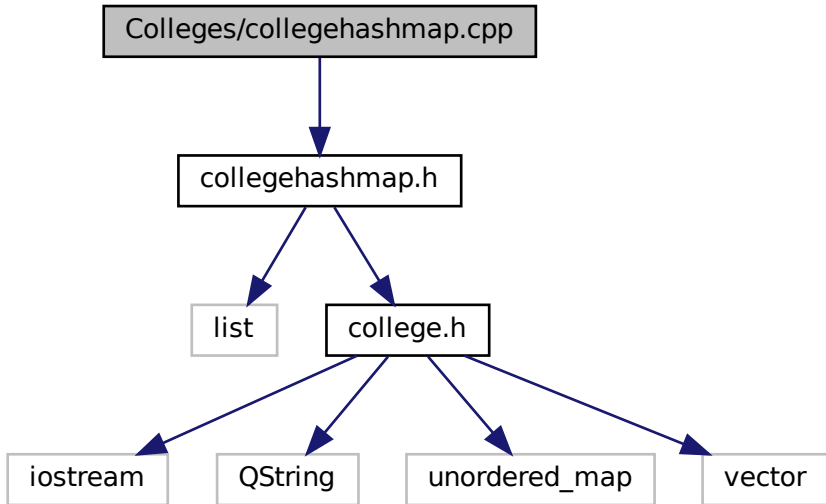 Colleges/collegehashmap.cpp
collegehashmap.h
list
college.h
iostream
QString
unordered_map
vector